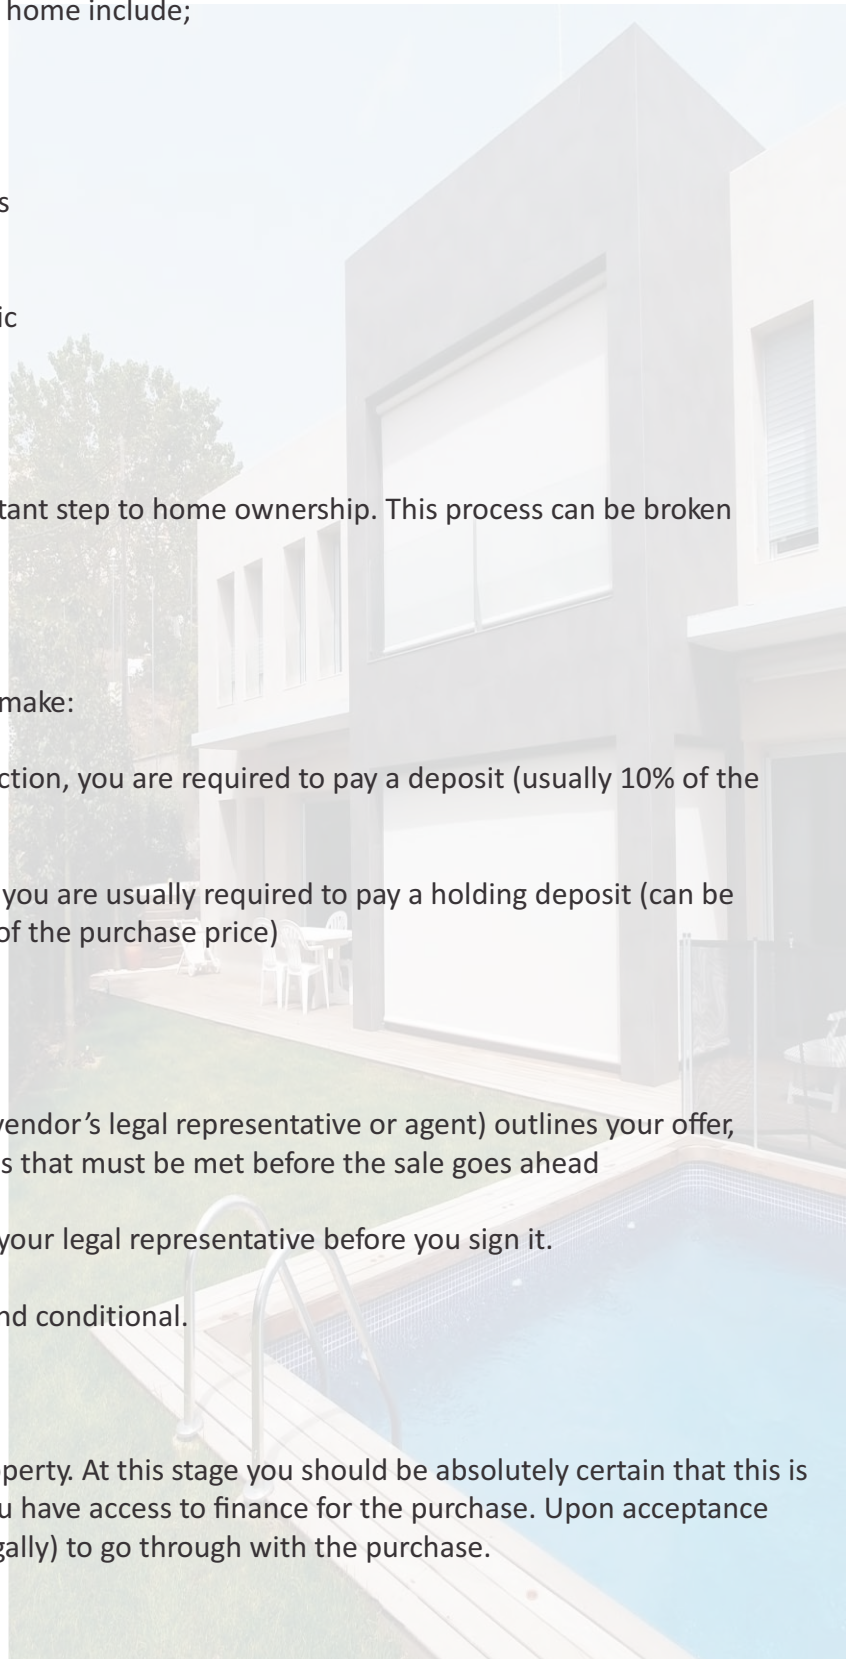 home include;
s
ic
tant step to home ownership. This process can be broken
make:
ction, you are required to pay a deposit (usually 10% of the
you are usually required to pay a holding deposit (can be
of the purchase price)
vendor’s legal representative or agent) outlines your offer,
s that must be met before the sale goes ahead
your legal representative before you sign it.
nd conditional.
perty. At this stage you should be absolutely certain that this is
u have access to finance for the purchase. Upon acceptance
gally) to go through with the purchase.